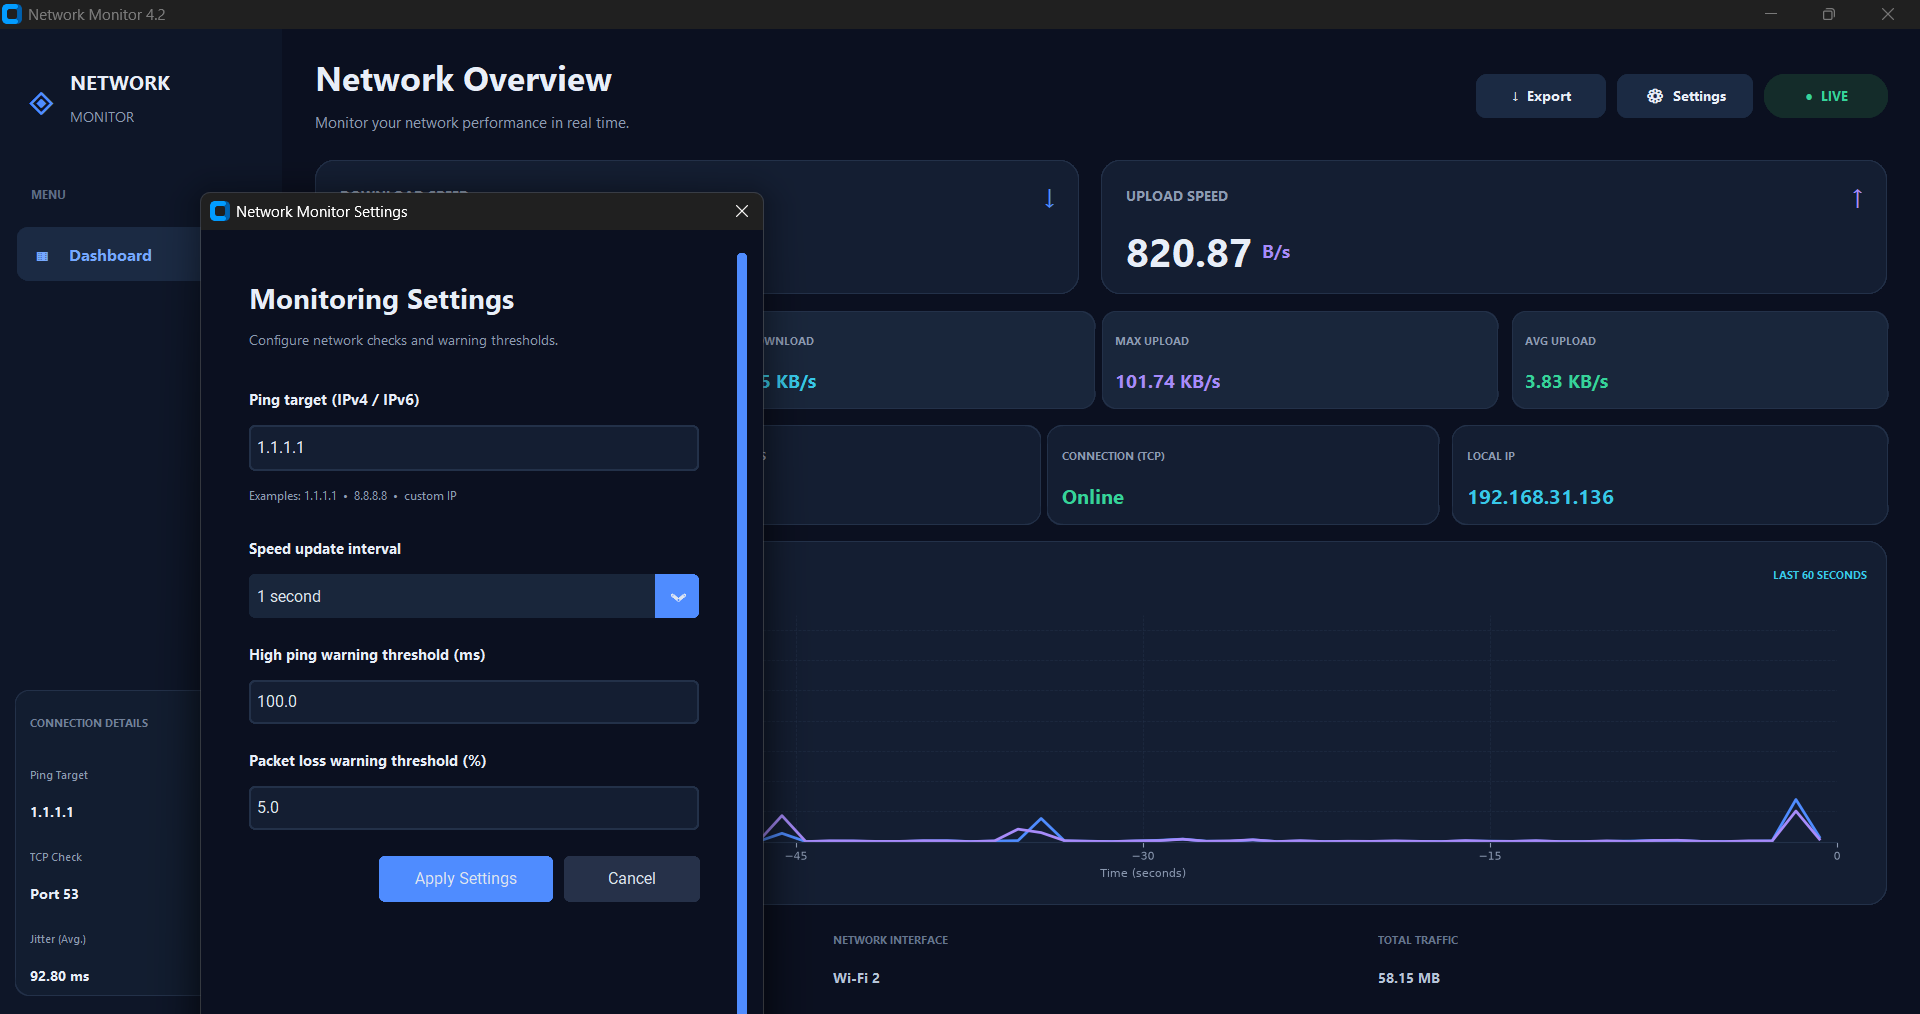 Network Monitor 4.2
NETWORK
MONITOR
MENU
Dashboard
CONNECTION DETAILS
Ping Target
1.1.1.1
TCP Check
Port 53
Jitter (Avg.)
92.80 ms
Network Overview
Monitor your network performance in real time.
↓ Export
Settings
• LIVE
DOWNLOAD SPEED
↓
UPLOAD SPEED
↑
820.87 B/s
WNLOAD
5 KB/s
MAX UPLOAD
101.74 KB/s
AVG UPLOAD
3.83 KB/s
S
CONNECTION (TCP)
Online
LOCAL IP
192.168.31.136
LAST 60 SECONDS
−45 −30 −15 0
Time (seconds)
NETWORK INTERFACE
Wi-Fi 2
TOTAL TRAFFIC
58.15 MB
Network Monitor Settings
Monitoring Settings
Configure network checks and warning thresholds.
Ping target (IPv4 / IPv6)
1.1.1.1
Examples: 1.1.1.1 • 8.8.8.8 • custom IP
Speed update interval
1 second
High ping warning threshold (ms)
100.0
Packet loss warning threshold (%)
5.0
Apply Settings
Cancel